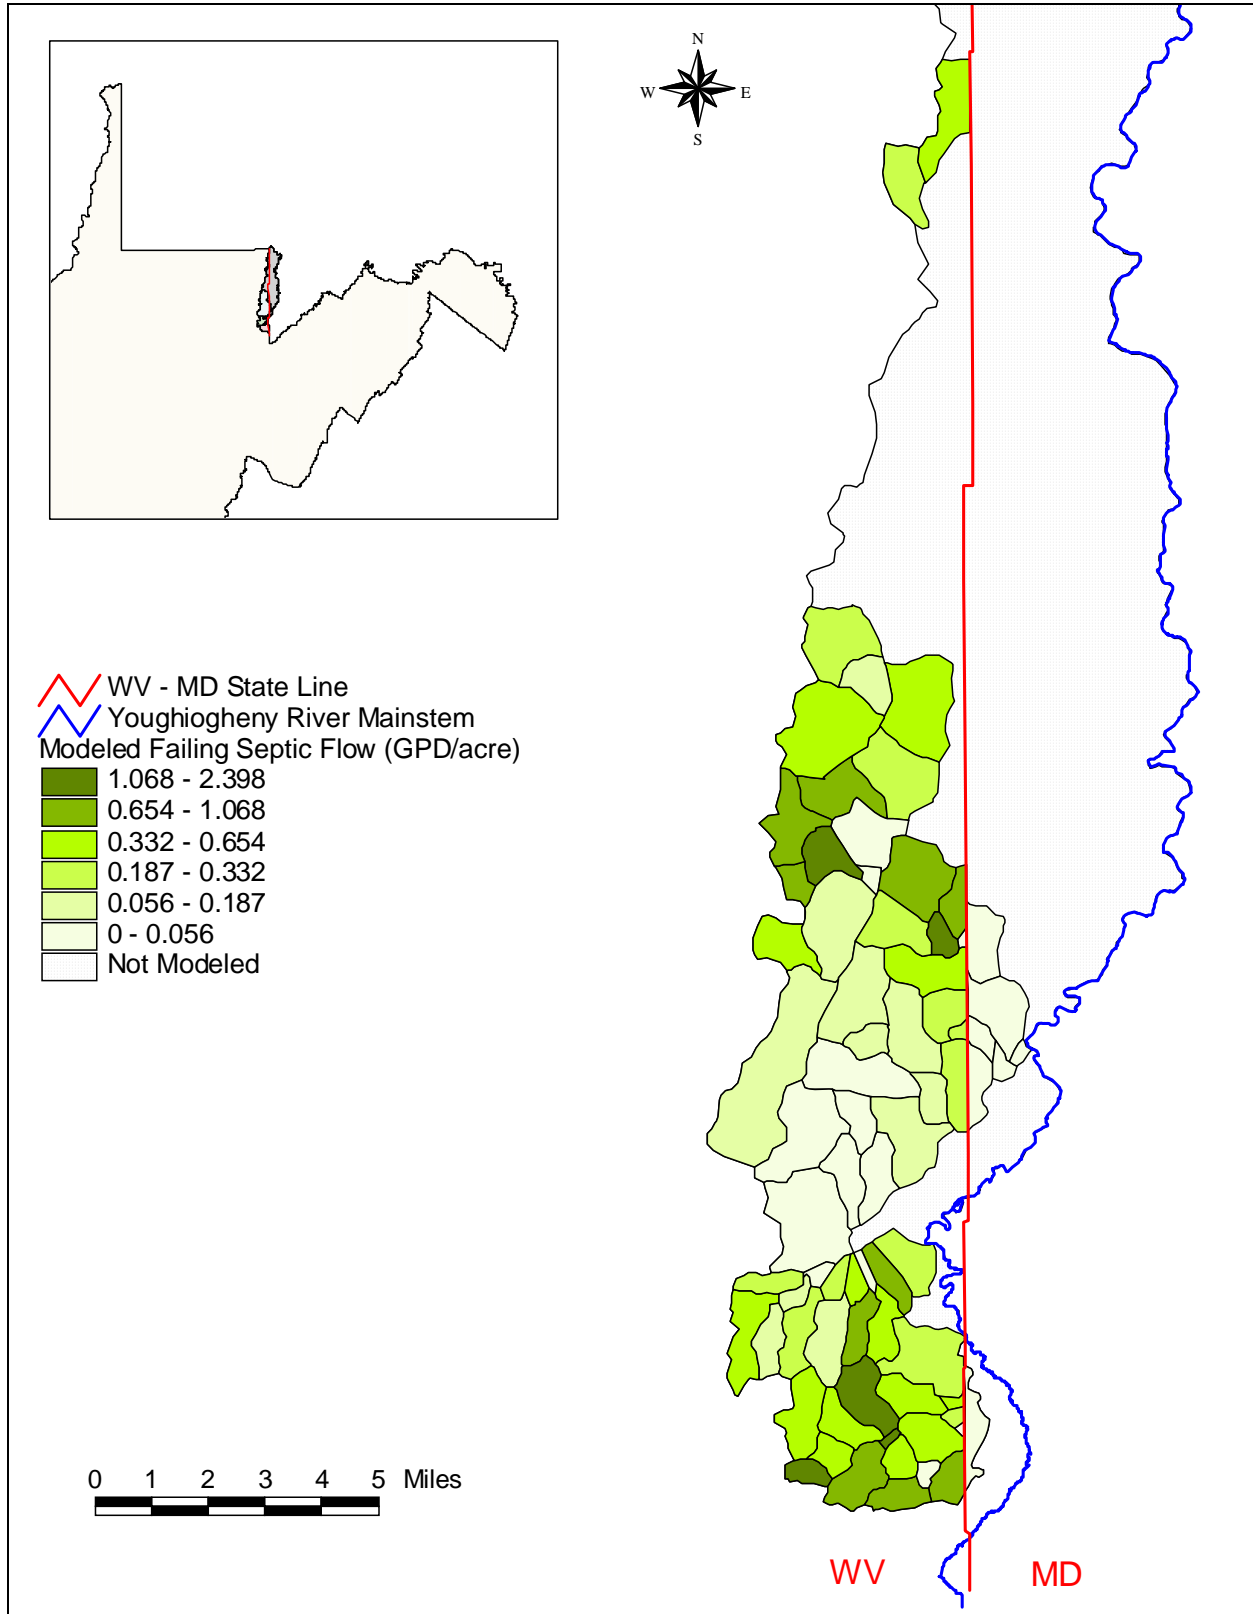 N
W E
S
WV - MD State Line
Youghiogheny River Mainstem
Modeled Failing Septic Flow (GPD/acre)
1.068 - 2.398
0.654 - 1.068
0.332 - 0.654
0.187 - 0.332
0.056 - 0.187
0 - 0.056
Not Modeled
0 1 2 3 4 5 Miles
WV MD